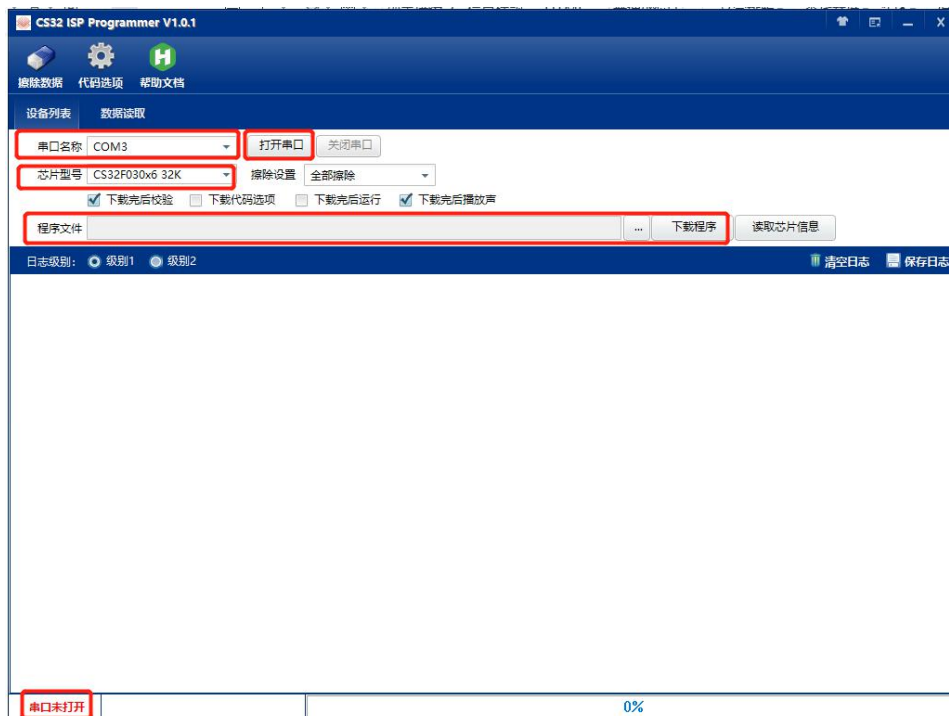 CS32 ISP Programmer V1.0.1
擦除数据 代码选项 帮助文档
设备列表 数据读取
串口名称 COM3 打开串口 关闭串口
芯片型号 CS32F030x6 32K 擦除设置 全部擦除
下载完后校验 下载代码选项 下载完后运行 下载完后播放声
程序文件 ... 下载程序 读取芯片信息
日志级别: 级别1 级别2 清空日志 保存日志
串口未打开 0%